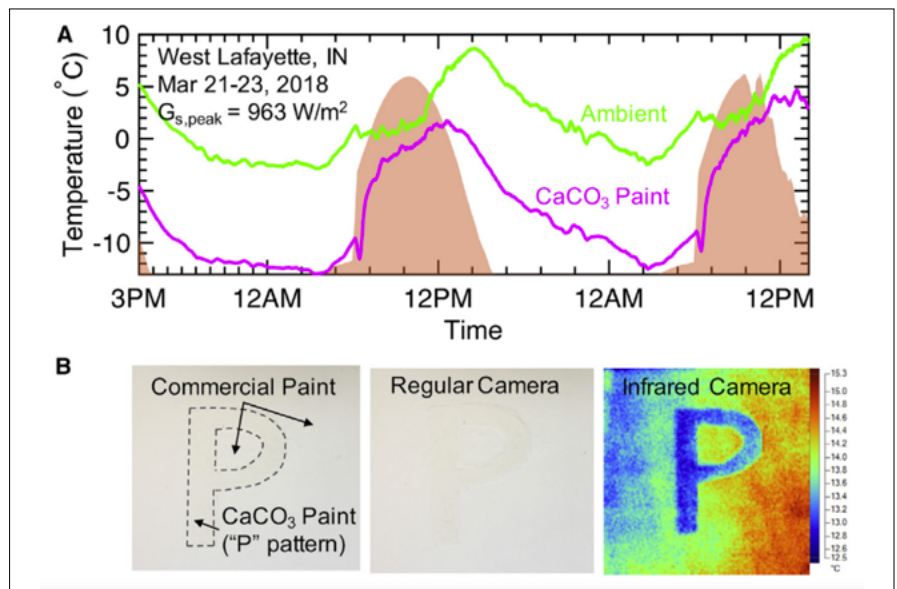 A
West Lafayette, IN
Mar 21-23, 2018
Gs,peak = 963 W/m²
Temperature (°C)
10
5
0
-5
-10
Ambient
CaCO₃ Paint
3PM
12AM
12PM
12AM
12PM
Time
B
Commercial Paint
CaCO₃ Paint
("P" pattern)
Regular Camera
Infrared Camera
15.3
15.0
14.8
14.6
14.4
14.2
14.0
13.8
13.6
13.4
13.2
13.0
12.8
12.6
12.5
°C